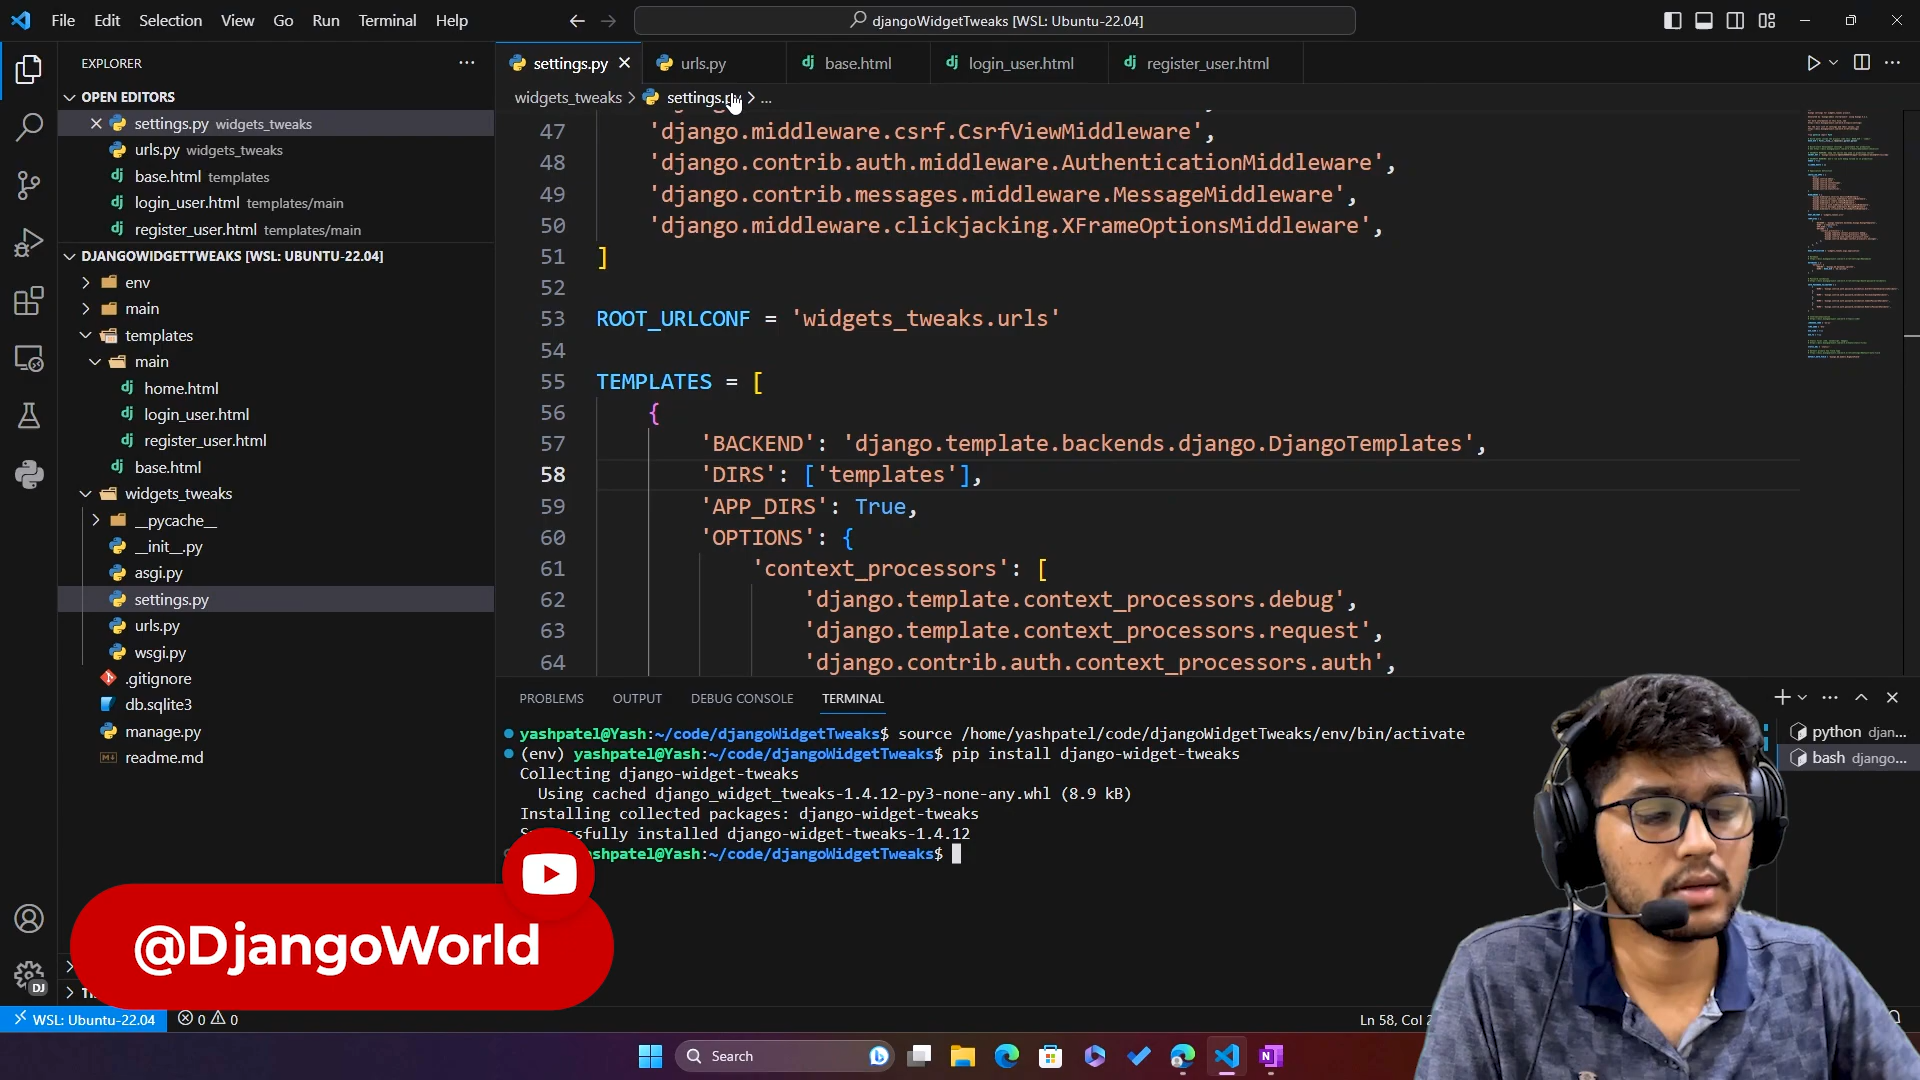 File Edit Selection View Go Run Terminal Help
djangoWidgetTweaks [WSL: Ubuntu-22.04]
EXPLORER
OPEN EDITORS
settings.py widgets_tweaks
urls.py widgets_tweaks
base.html templates
login_user.html templates/main
register_user.html templates/main
DJANGOWIDGETTWEAKS [WSL: UBUNTU-22.04]
env
main
templates
main
home.html
login_user.html
register_user.html
base.html
widgets_tweaks
__pycache__
__init__.py
asgi.py
settings.py
urls.py
wsgi.py
.gitignore
db.sqlite3
manage.py
readme.md
settings.py urls.py base.html login_user.html register_user.html
widgets_tweaks > settings.py > ...
47 'django.middleware.csrf.CsrfViewMiddleware',
48 'django.contrib.auth.middleware.AuthenticationMiddleware',
49 'django.contrib.messages.middleware.MessageMiddleware',
50 'django.middleware.clickjacking.XFrameOptionsMiddleware',
51 ]
52
53 ROOT_URLCONF = 'widgets_tweaks.urls'
54
55 TEMPLATES = [
56 {
57 'BACKEND': 'django.template.backends.django.DjangoTemplates',
58 'DIRS': ['templates'],
59 'APP_DIRS': True,
60 'OPTIONS': {
61 'context_processors': [
62 'django.template.context_processors.debug',
63 'django.template.context_processors.request',
64 'django.contrib.auth.context_processors.auth',
PROBLEMS OUTPUT DEBUG CONSOLE TERMINAL
yashpatel@Yash:~/code/djangoWidgetTweaks$ source /home/yashpatel/code/djangoWidgetTweaks/env/bin/activate
(env) yashpatel@Yash:~/code/djangoWidgetTweaks$ pip install django-widget-tweaks
Collecting django-widget-tweaks
Using cached django_widget_tweaks-1.4.12-py3-none-any.whl (8.9 kB)
Installing collected packages: django-widget-tweaks
sfully installed django-widget-tweaks-1.4.12
shpatel@Yash:~/code/djangoWidgetTweaks$
python djan...
bash django...
@DjangoWorld
DJ
WSL: Ubuntu-22.04 0 0
Ln 58, Col
Search